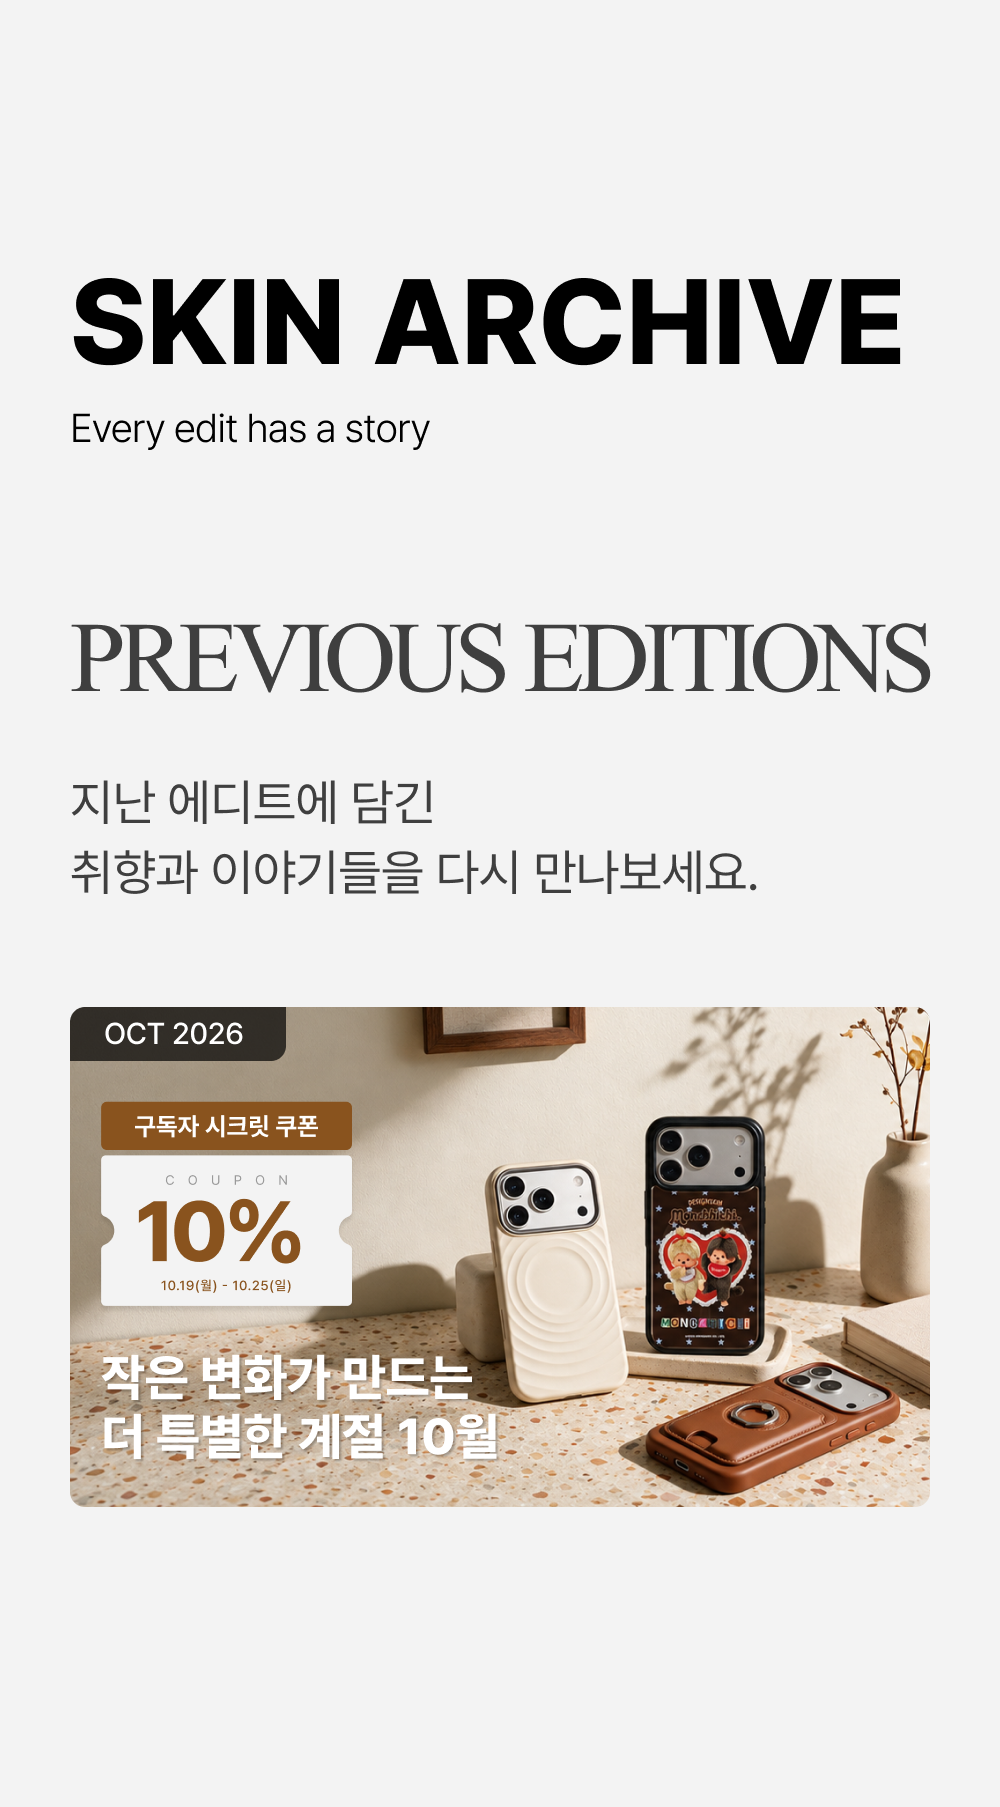 SKIN ARCHIVE
Every edit has a story
PREVIOUS EDITIONS
지난 에디트에 담긴
취향과 이야기들을 다시 만나보세요.
OCT 2026
구독자 시크릿 쿠폰
COUPON
10%
10.19(월) - 10.25(일)
작은 변화가 만드는
더 특별한 계절 10월
DESIGNSKIN
Monchhichi.
MONCHHICHI